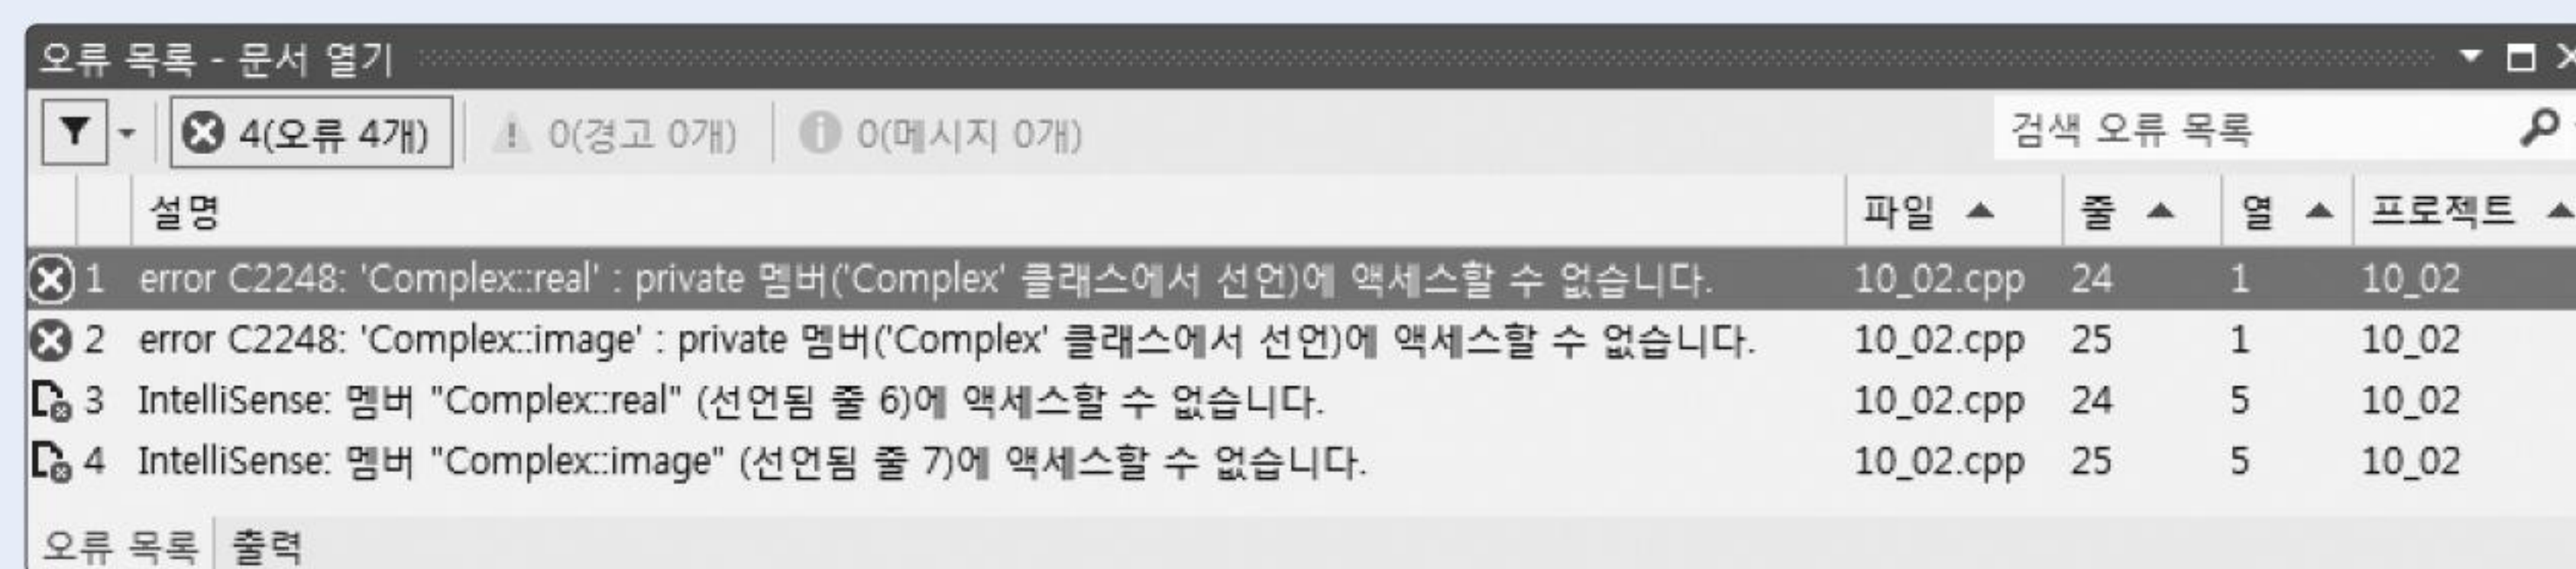 오류 목록 - 문서 열기
4(오류 4개) 0(경고 0개) 0(메시지 0개) 검색 오류 목록
설명 파일 줄 열 프로젝트
1 error C2248: 'Complex::real' : private 멤버('Complex' 클래스에서 선언)에 액세스할 수 없습니다. 10_02.cpp 24 1 10_02
2 error C2248: 'Complex::image' : private 멤버('Complex' 클래스에서 선언)에 액세스할 수 없습니다. 10_02.cpp 25 1 10_02
3 IntelliSense: 멤버 "Complex::real" (선언됨 줄 6)에 액세스할 수 없습니다. 10_02.cpp 24 5 10_02
4 IntelliSense: 멤버 "Complex::image" (선언됨 줄 7)에 액세스할 수 없습니다. 10_02.cpp 25 5 10_02
오류 목록 출력